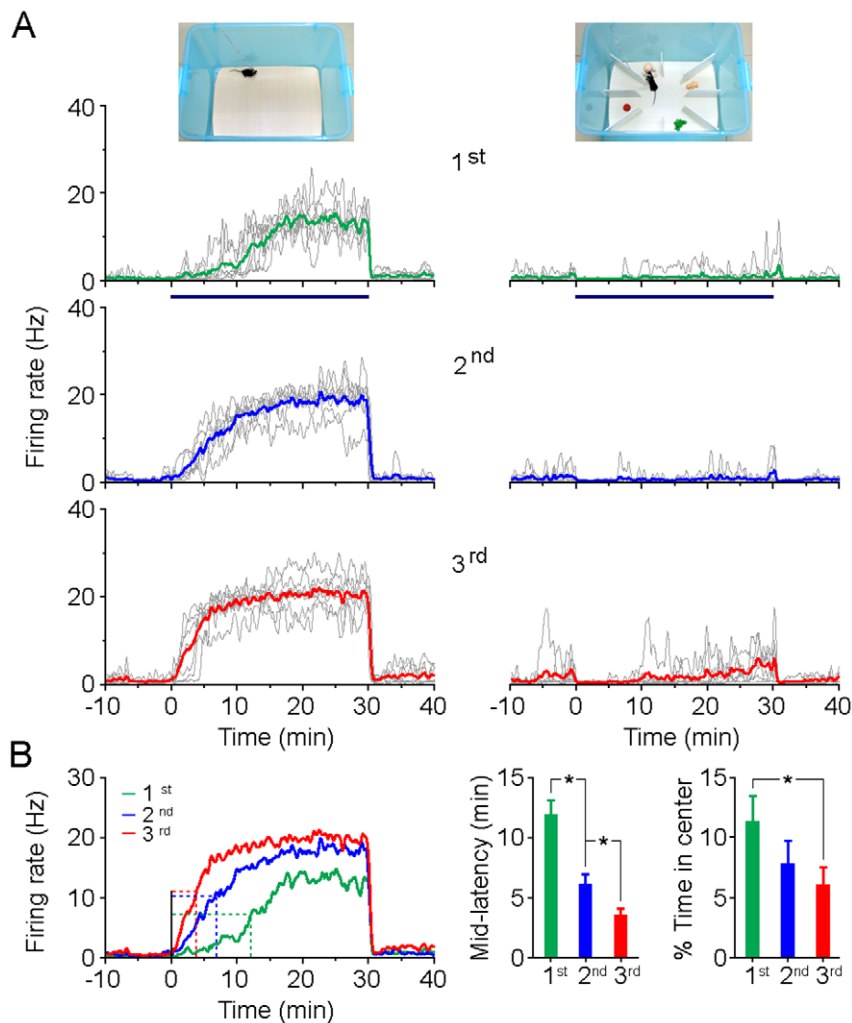 A
1st
40
20
0
Firing rate (Hz)
2nd
40
20
0
3rd
40
20
0
-10 0 10 20 30 40
Time (min)
-10 0 10 20 30 40
Time (min)
B
30
20
10
0
Firing rate (Hz)
1st
2nd
3rd
-10 0 10 20 30 40
Time (min)
Mid-latency (min)
15
10
5
0
* *
1st 2nd 3rd
% Time in center
15
10
5
0
*
1st 2nd 3rd